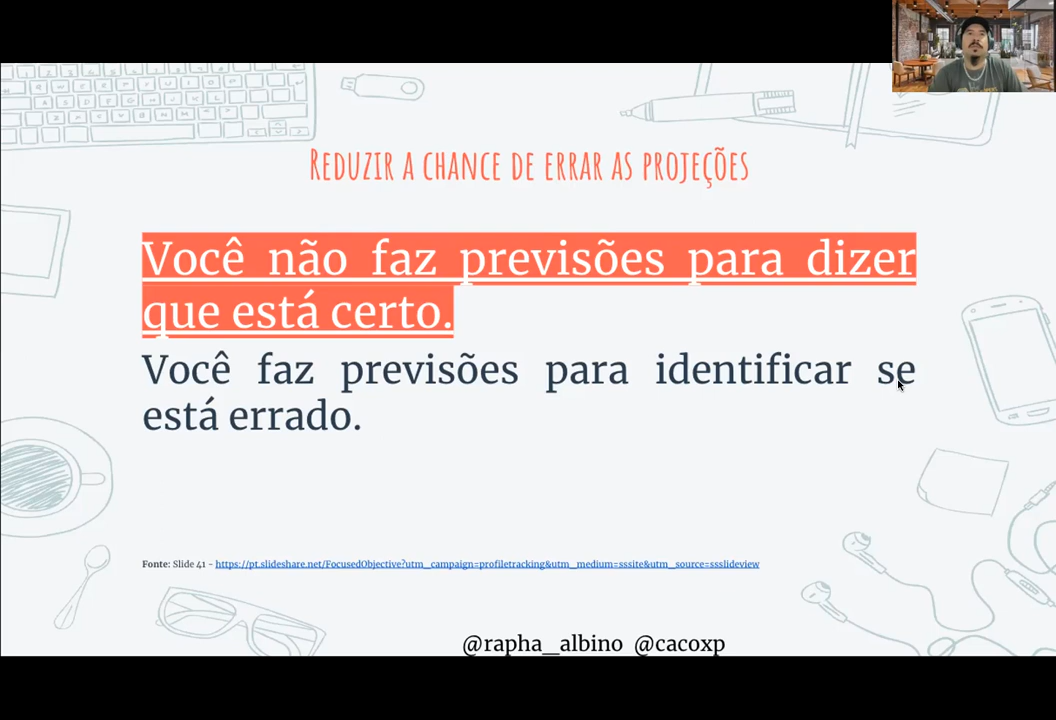 Reduzir a chance de errar as projeções
Você não faz previsões para dizer
que está certo.
Você faz previsões para identificar se
está errado.
Fonte: Slide 41 - https://pt.slideshare.net/FocusedObjective?utm_campaign=profiletracking&utm_medium=sssite&utm_source=ssslideview
@rapha_albino @cacoxp